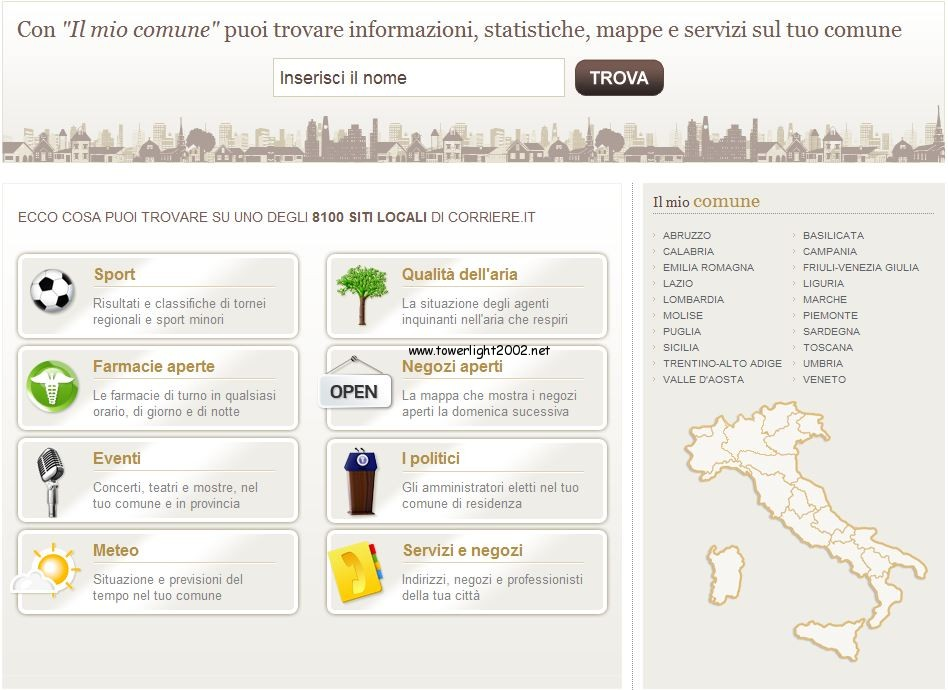 Con "Il mio comune" puoi trovare informazioni, statistiche, mappe e servizi sul tuo comune
Inserisci il nome
TROVA
ECCO COSA PUOI TROVARE SU UNO DEGLI 8100 SITI LOCALI DI CORRIERE.IT
Sport
Risultati e classifiche di tornei
regionali e sport minori
Qualità dell'aria
La situazione degli agenti
inquinanti nell'aria che respiri
www.towerlight2002.net
Farmacie aperte
Le farmacie di turno in qualsiasi
orario, di giorno e di notte
OPEN
Negozi aperti
La mappa che mostra i negozi
aperti la domenica sucessiva
Eventi
Concerti, teatri e mostre, nel
tuo comune e in provincia
I politici
Gli amministratori eletti nel tuo
comune di residenza
Meteo
Situazione e previsioni del
tempo nel tuo comune
Servizi e negozi
Indirizzi, negozi e professionisti
della tua città
Il mio comune
ABRUZZO
CALABRIA
EMILIA ROMAGNA
LAZIO
LOMBARDIA
MOLISE
PUGLIA
SICILIA
TRENTINO-ALTO ADIGE
VALLE D'AOSTA
BASILICATA
CAMPANIA
FRIULI-VENEZIA GIULIA
LIGURIA
MARCHE
PIEMONTE
SARDEGNA
TOSCANA
UMBRIA
VENETO